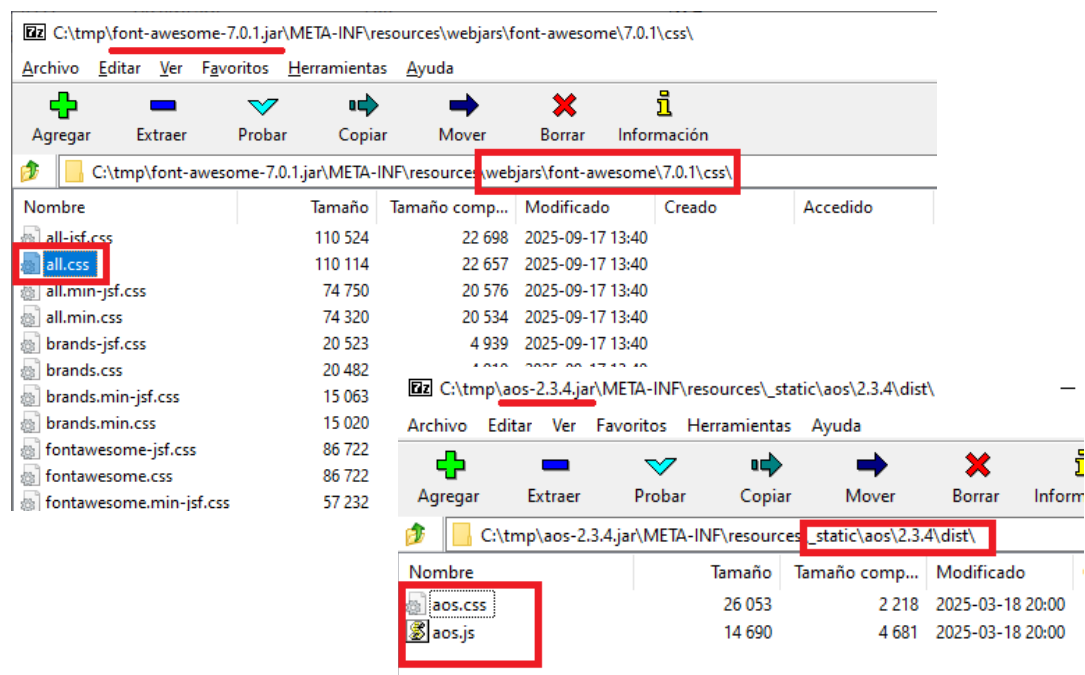 C:\tmp\font-awesome-7.0.1.jar\META-INF\resources\webjars\font-awesome\7.0.1\css\
Archivo Editar Ver Favoritos Herramientas Ayuda
Agregar Extraer Probar Copiar Mover Borrar Información
C:\tmp\font-awesome-7.0.1.jar\META-INF\resources\webjars\font-awesome\7.0.1\css\
Nombre Tamaño Tamaño comp... Modificado Creado Accedido
all-jsf.css 110 524 22 698 2025-09-17 13:40
all.css 110 114 22 657 2025-09-17 13:40
all.min-jsf.css 74 750 20 576 2025-09-17 13:40
all.min.css 74 320 20 534 2025-09-17 13:40
brands-jsf.css 20 523 4 939 2025-09-17 13:40
brands.css 20 482
brands.min-jsf.css 15 063
brands.min.css 15 020
fontawesome-jsf.css 86 722
fontawesome.css 86 722
fontawesome.min-jsf.css 57 232
C:\tmp\aos-2.3.4.jar\META-INF\resources\_static\aos\2.3.4\dist\
Archivo Editar Ver Favoritos Herramientas Ayuda
Agregar Extraer Probar Copiar Mover Borrar Inform
C:\tmp\aos-2.3.4.jar\META-INF\resources\_static\aos\2.3.4\dist\
Nombre Tamaño Tamaño comp... Modificado
aos.css 26 053 2 218 2025-03-18 20:00
aos.js 14 690 4 681 2025-03-18 20:00